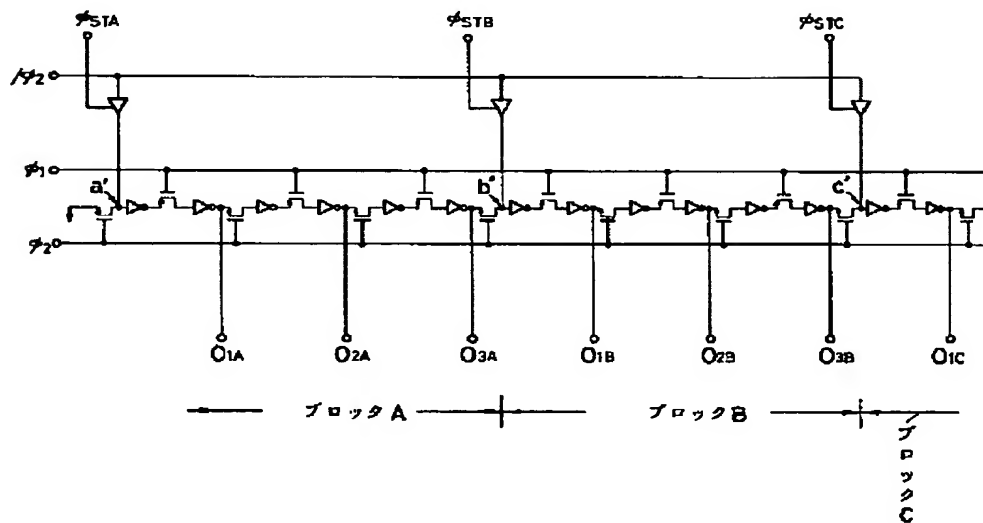 φSTA φSTB φSTC
/φ2
φ1
a' b' c'
φ2
O1A O2A O3A O1B O2B O3B O1C
ブロックA ブロックB ブロックC